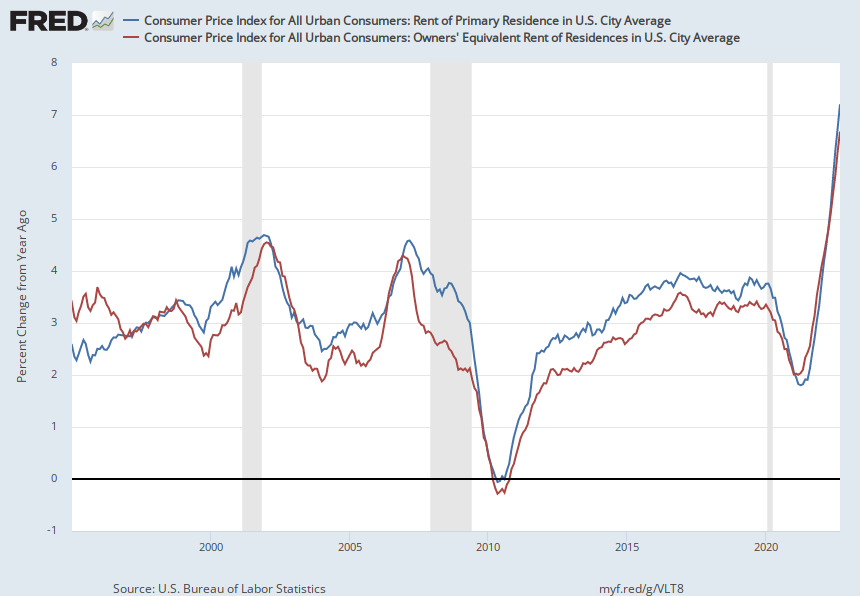 FRED
Consumer Price Index for All Urban Consumers: Rent of Primary Residence in U.S. City Average
Consumer Price Index for All Urban Consumers: Owners' Equivalent Rent of Residences in U.S. City Average
8
7
6
5
4
3
2
1
0
-1
Percent Change from Year Ago
2000
2005
2010
2015
2020
Source: U.S. Bureau of Labor Statistics
myf.red/g/VLT8